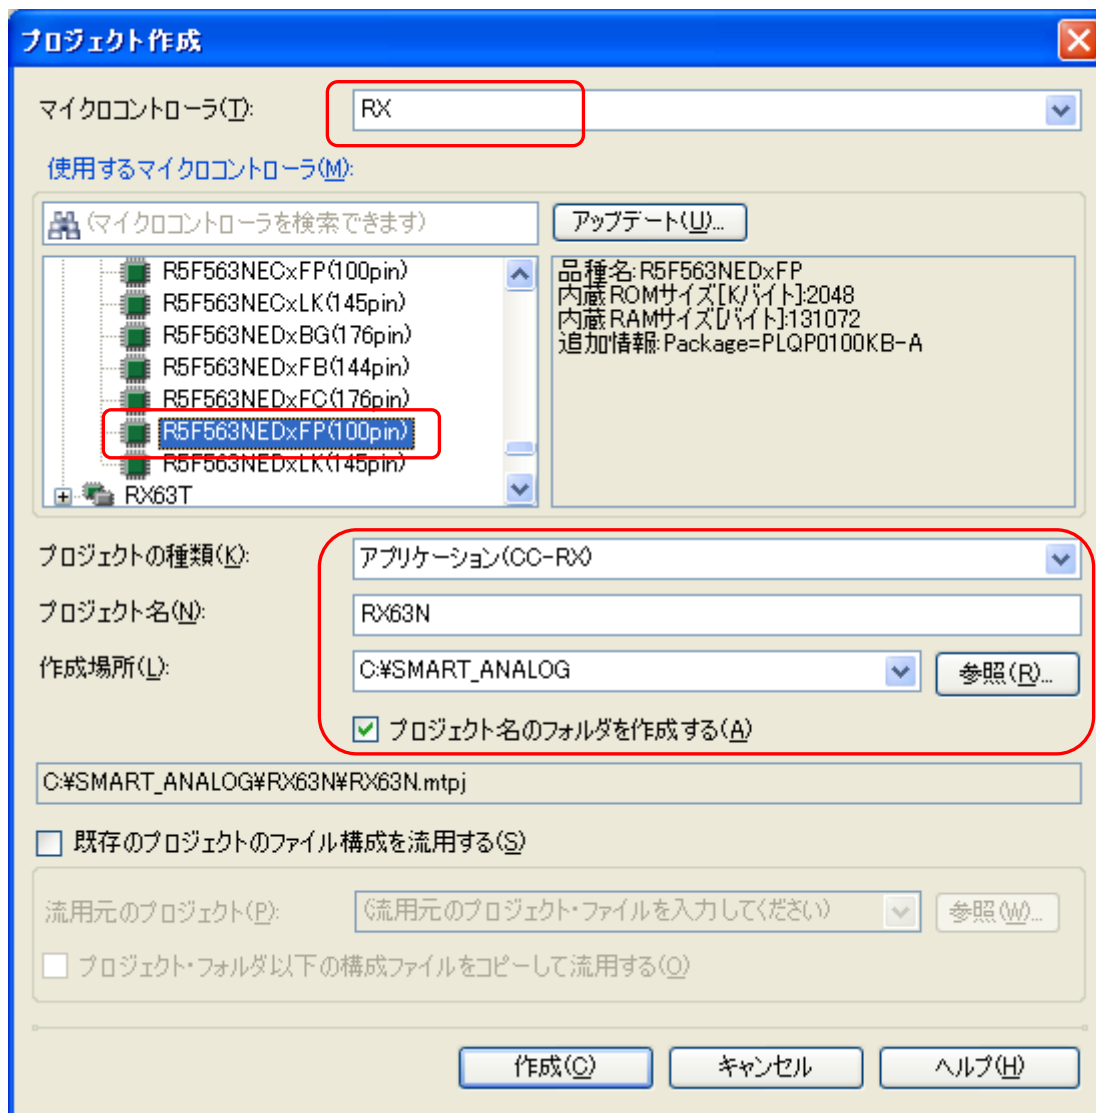 プロジェクト作成
マイクロコントローラ(T): RX
使用するマイクロコントローラ(M):
(マイクロコントローラを検索できます) アップデート(U)...
R5F563NECxFP(100pin)
R5F563NECxLK(145pin)
R5F563NEDxBG(176pin)
R5F563NEDxFB(144pin)
R5F563NEDxFC(176pin)
R5F563NEDxFP(100pin)
R5F563NEDxLK(145pin)
RX63T
品種名:R5F563NEDxFP
内蔵ROMサイズ[Kバイト]:2048
内蔵RAMサイズ[バイト]:131072
追加情報:Package=PLQP0100KB-A
プロジェクトの種類(K): アプリケーション(CC-RX)
プロジェクト名(N): RX63N
作成場所(L): C:¥SMART_ANALOG 参照(R)...
プロジェクト名のフォルダを作成する(A)
C:¥SMART_ANALOG¥RX63N¥RX63N.mtpj
既存のプロジェクトのファイル構成を流用する(S)
流用元のプロジェクト(P): (流用元のプロジェクト・ファイルを入力してください) 参照(W)...
プロジェクト・フォルダ以下の構成ファイルをコピーして流用する(O)
作成(C) キャンセル ヘルプ(H)